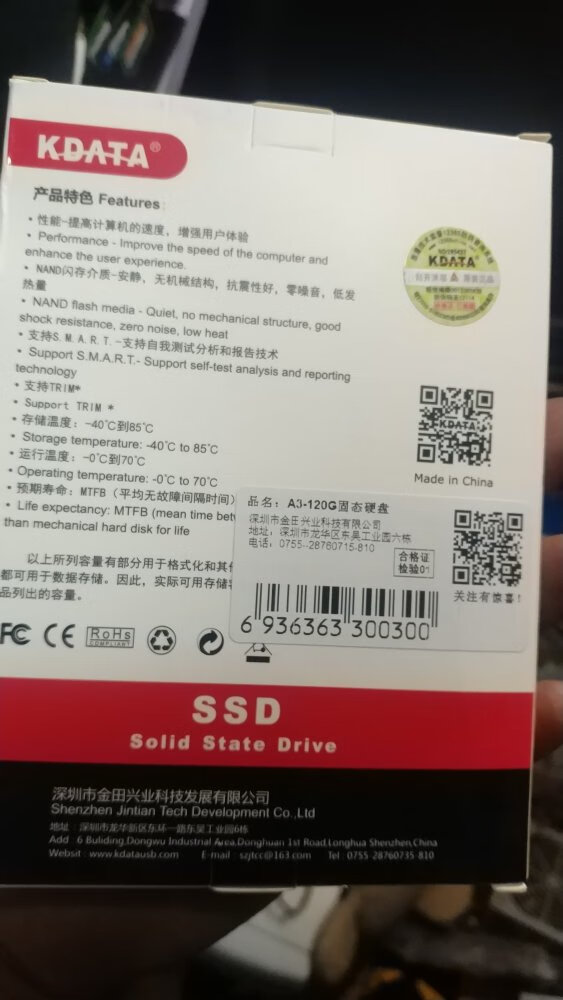 KDATA®
产品特色 Features:
• 性能-提高计算机的速度，增强用户体验
• Performance - Improve the speed of the computer and
enhance the user experience.
• NAND闪存介质-安静，无机械结构，抗震性好，零噪音，低发
热量
• NAND flash media - Quiet, no mechanical structure, good
shock resistance, zero noise, low heat
• 支持S.M.A.R.T.-支持自我测试分析和报告技术
• Support S.M.A.R.T.- Support self-test analysis and reporting
technology
• 支持TRIM*
• Support TRIM *
• 存储温度：-40℃到85℃
• Storage temperature: -40°C to 85°C
• 运行温度：-0℃到70℃
• Operating temperature: -0°C to 70°C
• 预期寿命：MTFB（平均无故障间隔时间）
• Life expectancy: MTFB (mean time
than mechanical hard disk for life
以上所列容量有部分用于格式化和其
都可用于数据存储。因此，实际可用存储
品列出的容量。
KDATA
KDATA
Made in China
品名：A3-120G固态硬盘
深圳市金田兴业科技有限公司
地址：深圳市龙华区东吴工业园六栋
电话：0755--28760715-810
合格证
检验01
关注有惊喜！
6 936363 300300
FC CE RoHS
COMPLIANT
SSD
Solid State Drive
深圳市金田兴业科技发展有限公司
Shenzhen Jintian Tech Development Co.,Ltd
地址：深圳市龙华新区东环一路东吴工业园6栋
Add : 6 Buliding,Dongwu Industrial Area,Donghuan 1st Road,Longhua Shenzhen,China
Websit : www.kdatausb.com E-mail : szjtcc@163.com Tel : 0755-28760735-810